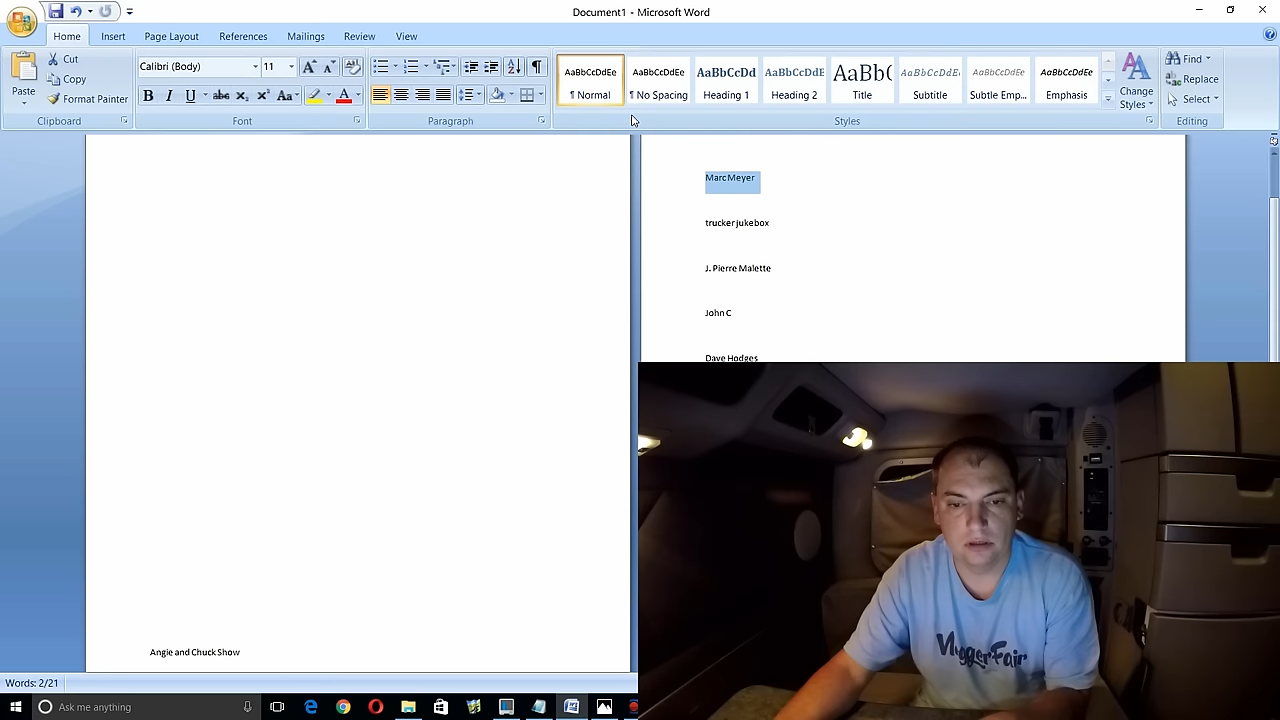 Document1 - Microsoft Word
Home Insert Page Layout References Mailings Review View
Paste
Cut
Copy
Format Painter
Clipboard
Calibri (Body) 11
Font
Paragraph
AaBbCcDdEe AaBbCcDdEe AaBbCcDd AaBbCcDdE AaBbC AaBbCcDdE AaBbCcDdEe AaBbCcDdEe
¶ Normal ¶ No Spacing Heading 1 Heading 2 Title Subtitle Subtle Emp... Emphasis
Change Styles
Styles
Find
Replace
Select
Editing
Marc Meyer
trucker jukebox
J. Pierre Malette
John C
Dave Hodges
Angie and Chuck Show
Words: 2/21
Ask me anything